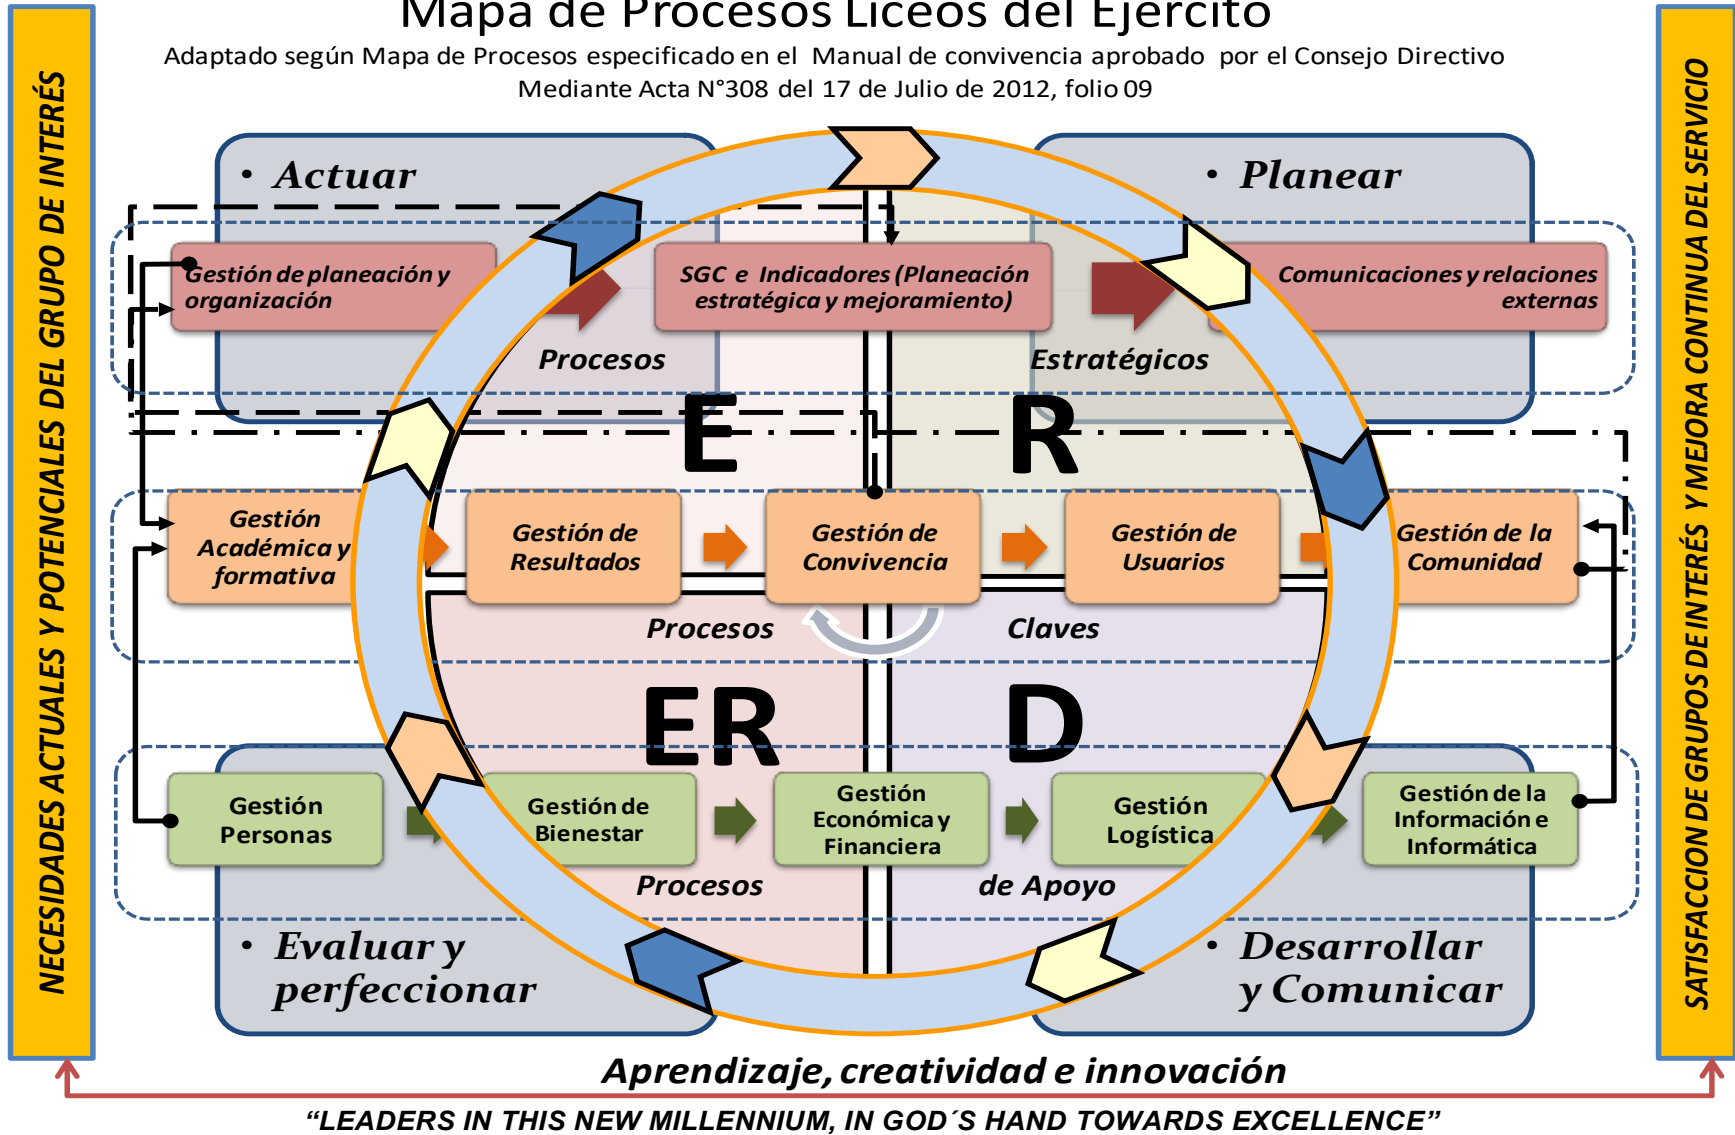 Mapa de Procesos Liceos del Ejército
Adaptado según Mapa de Procesos especificado en el Manual de convivencia aprobado por el Consejo Directivo
Mediante Acta N°308 del 17 de Julio de 2012, folio 09
NECESIDADES ACTUALES Y POTENCIALES DEL GRUPO DE INTERÉS
• Actuar
• Planear
Gestión de planeación y
organización
SGC e Indicadores (Planeación
estratégica y mejoramiento)
Comunicaciones y relaciones
externas
Procesos
Estratégicos
E
R
Gestión
Académica y
formativa
Gestión de
Resultados
Gestión de
Convivencia
Gestión de
Usuarios
Gestión de la
Comunidad
Procesos
Claves
ER
D
Gestión
Personas
Gestión de
Bienestar
Gestión
Económica y
Financiera
Gestión
Logística
Gestión de la
Información e
Informática
Procesos
de Apoyo
• Evaluar y
perfeccionar
• Desarrollar
y Comunicar
SATISFACCION DE GRUPOS DE INTERÉS Y MEJORA CONTINUA DEL SERVICIO
Aprendizaje, creatividad e innovación
“LEADERS IN THIS NEW MILLENNIUM, IN GOD´S HAND TOWARDS EXCELLENCE”